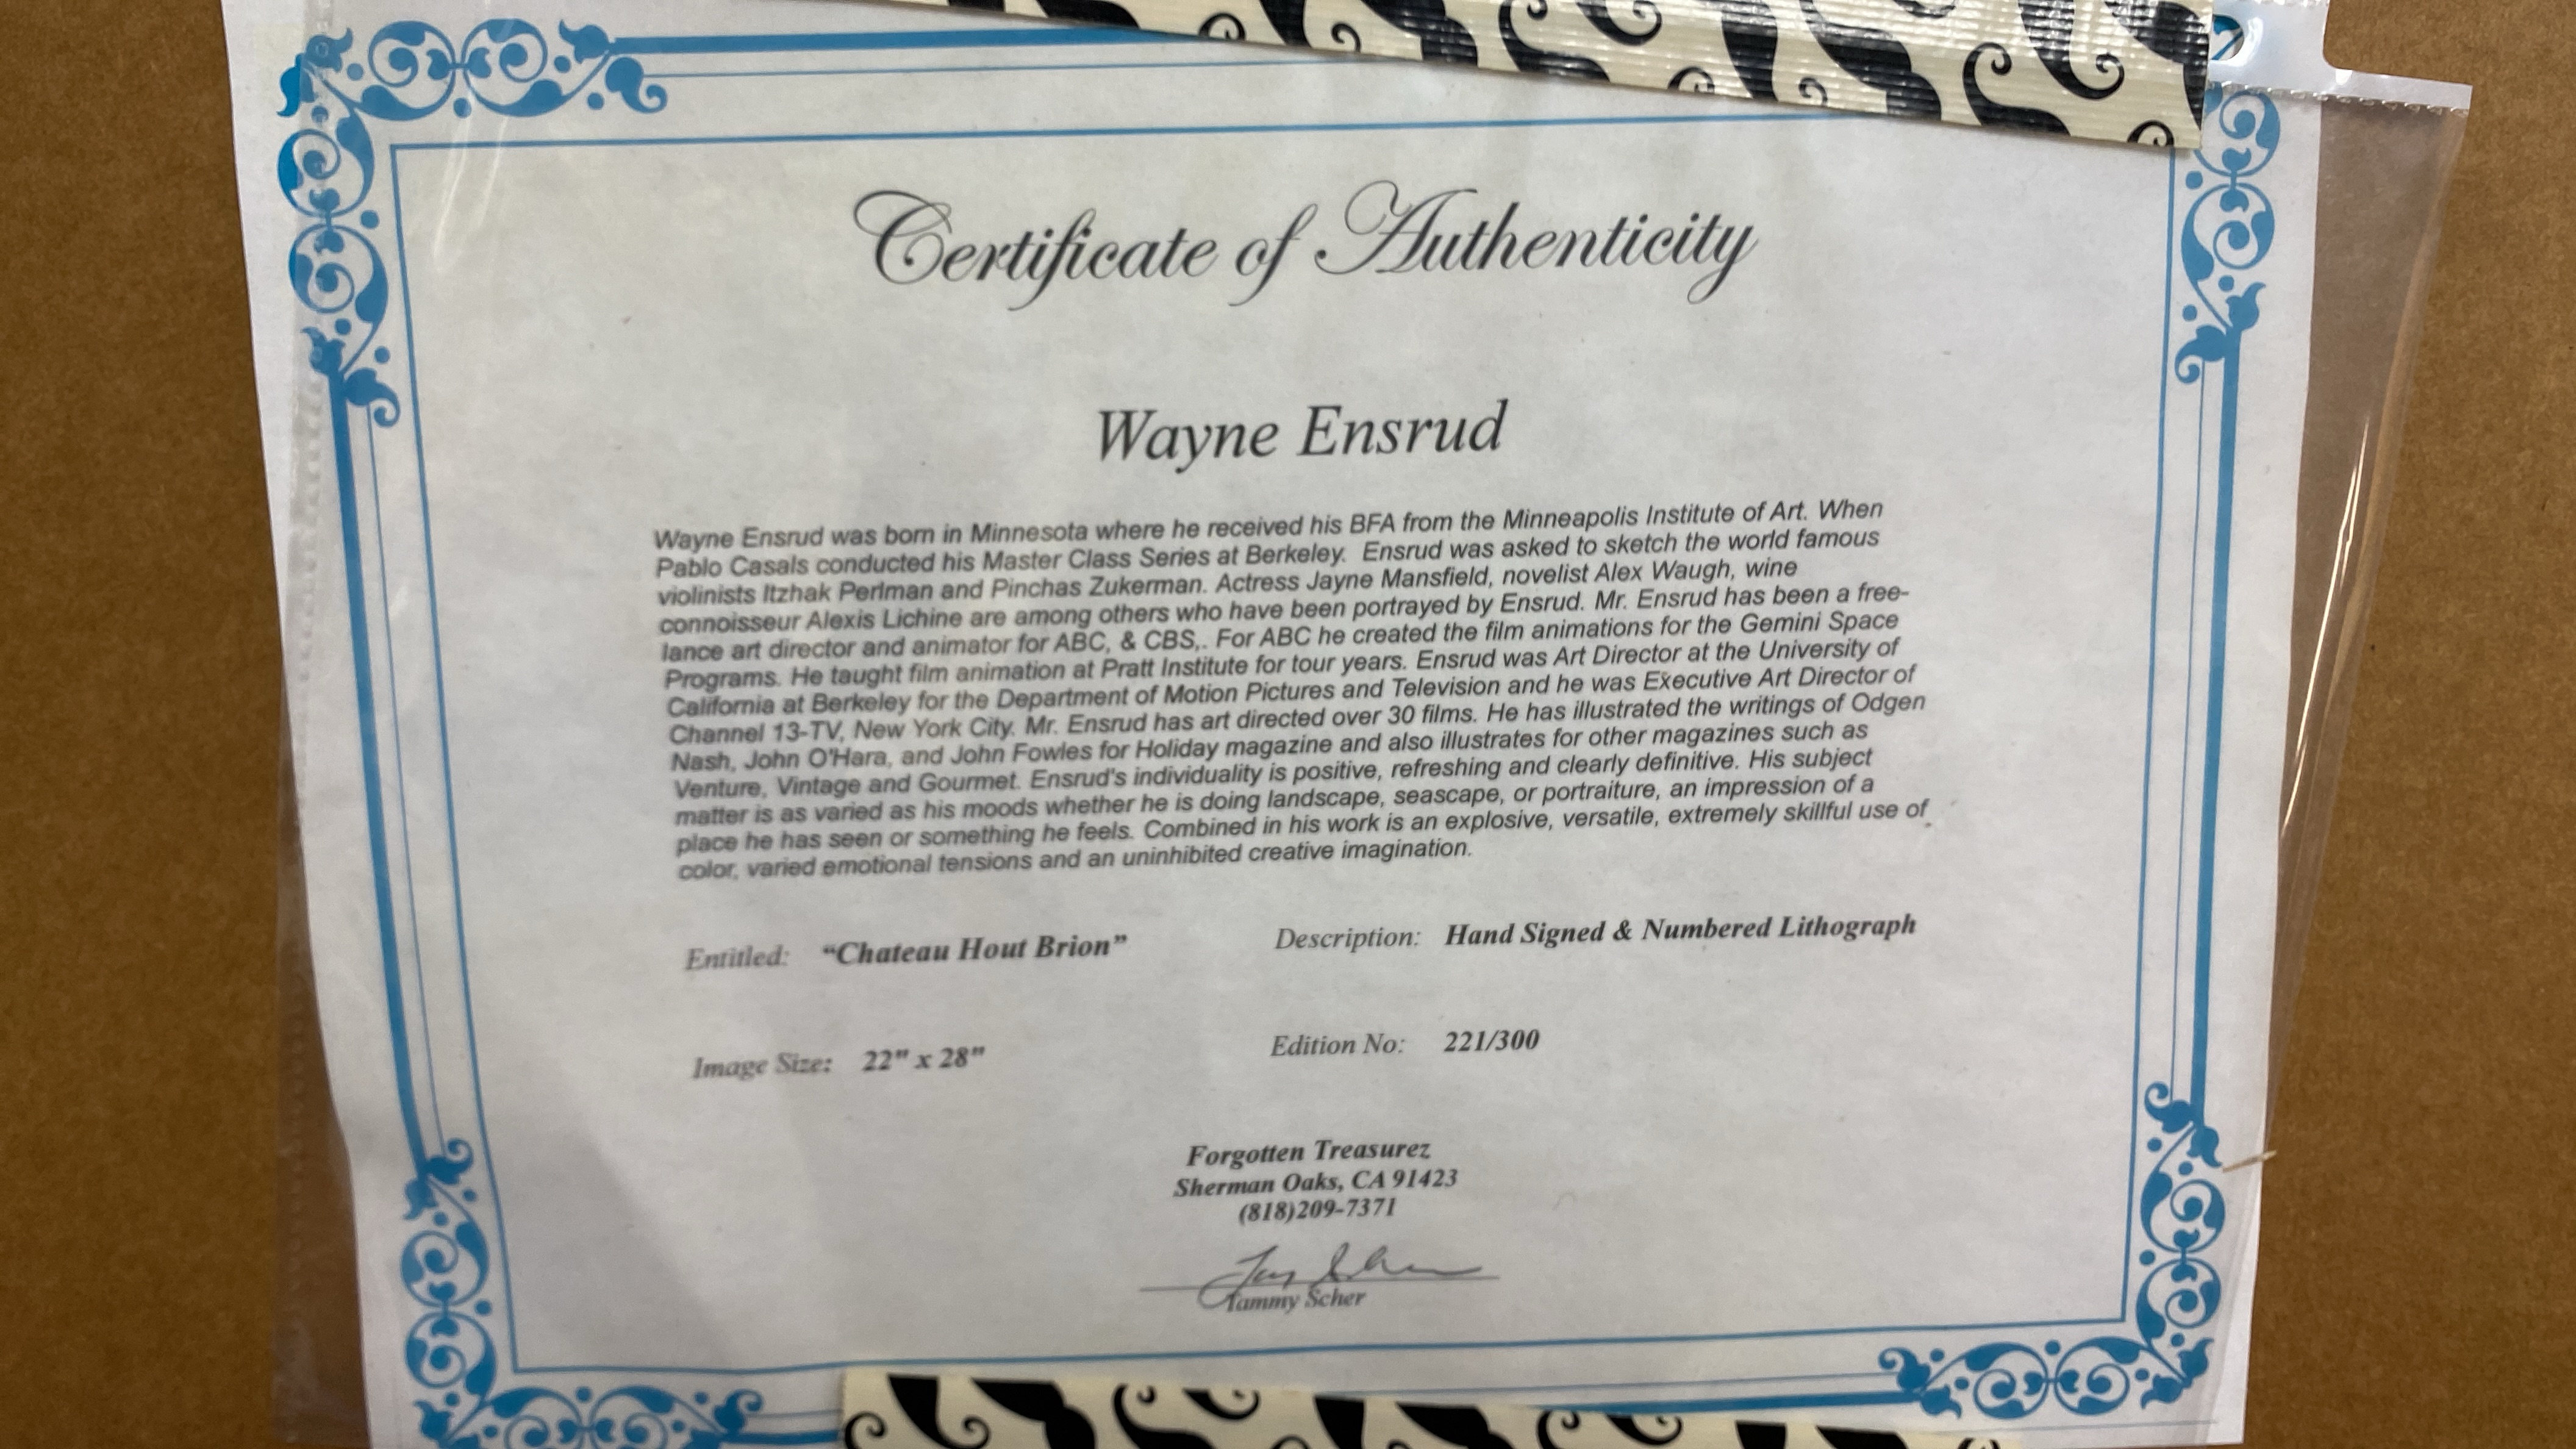 Certificate of Authenticity
Wayne Ensrud
Wayne Ensrud was born in Minnesota where he received his BFA from the Minneapolis Institute of Art. When
Pablo Casals conducted his Master Class Series at Berkeley. Ensrud was asked to sketch the world famous
violinists Itzhak Perlman and Pinchas Zukerman. Actress Jayne Mansfield, novelist Alex Waugh, wine
connoisseur Alexis Lichine are among others who have been portrayed by Ensrud. Mr. Ensrud has been a free-
lance art director and animator for ABC, & CBS,. For ABC he created the film animations for the Gemini Space
Programs. He taught film animation at Pratt Institute for tour years. Ensrud was Art Director at the University of
California at Berkeley for the Department of Motion Pictures and Television and he was Executive Art Director of
Channel 13-TV, New York City. Mr. Ensrud has art directed over 30 films. He has illustrated the writings of Odgen
Nash, John O'Hara, and John Fowles for Holiday magazine and also illustrates for other magazines such as
Venture, Vintage and Gourmet. Ensrud's individuality is positive, refreshing and clearly definitive. His subject
matter is as varied as his moods whether he is doing landscape, seascape, or portraiture, an impression of a
place he has seen or something he feels. Combined in his work is an explosive, versatile, extremely skillful use of
color, varied emotional tensions and an uninhibited creative imagination.
Entitled: “Chateau Hout Brion” Description: Hand Signed & Numbered Lithograph
Image Size: 22" x 28" Edition No: 221/300
Forgotten Treasurez
Sherman Oaks, CA 91423
(818)209-7371
Tammy Scher